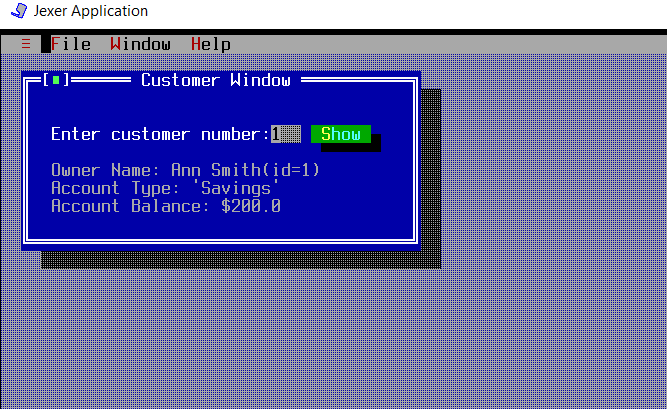 Jexer Application
≡ File Window Help
[■] Customer Window
Enter customer number:1 Show
Owner Name: Ann Smith(id=1)
Account Type: 'Savings'
Account Balance: $200.0